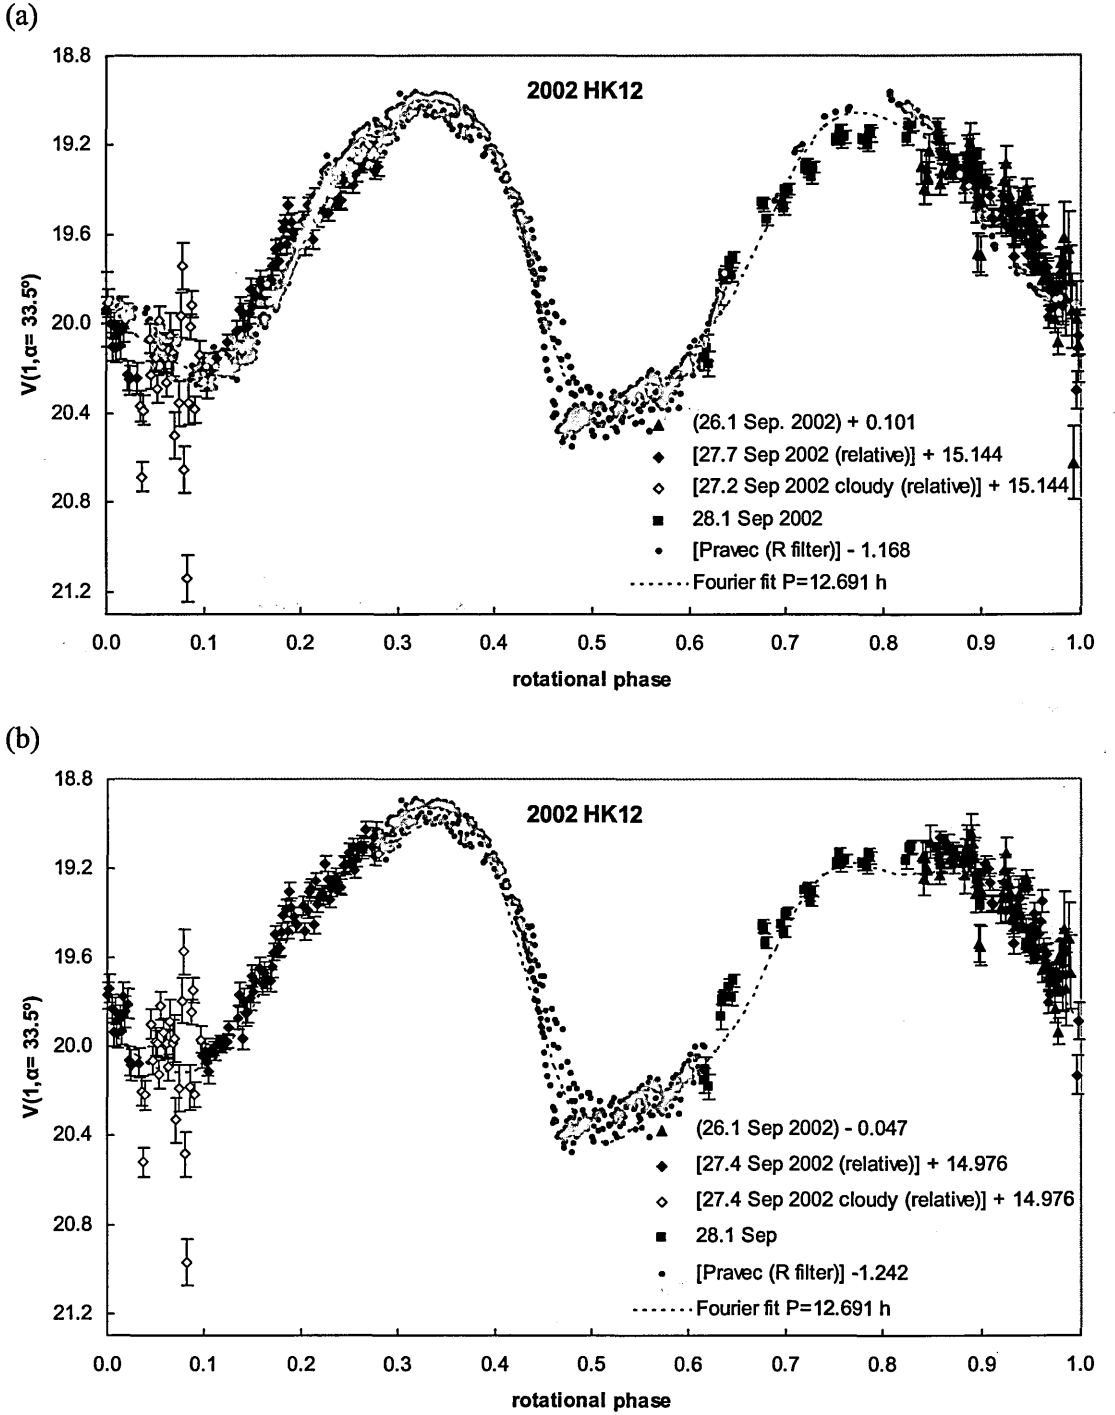 (a)
2002 HK12
18.8
19.2
19.6
20.0
20.4
20.8
21.2
V(1,α= 33.5º)
(26.1 Sep. 2002) + 0.101
[27.7 Sep 2002 (relative)] + 15.144
[27.2 Sep 2002 cloudy (relative)] + 15.144
28.1 Sep 2002
[Pravec (R filter)] - 1.168
Fourier fit P=12.691 h
0.0 0.1 0.2 0.3 0.4 0.5 0.6 0.7 0.8 0.9 1.0
rotational phase
(b)
2002 HK12
18.8
19.2
19.6
20.0
20.4
20.8
21.2
V(1,α= 33.5º)
(26.1 Sep 2002) - 0.047
[27.4 Sep 2002 (relative)] + 14.976
[27.4 Sep 2002 cloudy (relative)] + 14.976
28.1 Sep
[Pravec (R filter)] -1.242
Fourier fit P=12.691 h
0.0 0.1 0.2 0.3 0.4 0.5 0.6 0.7 0.8 0.9 1.0
rotational phase